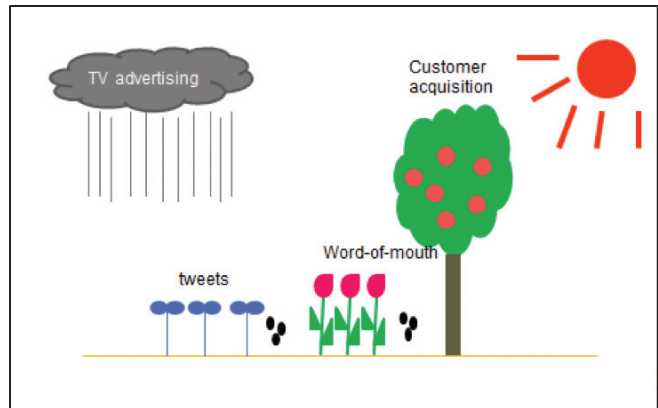 TV advertising
Customer
acquisition
Word-of-mouth
tweets